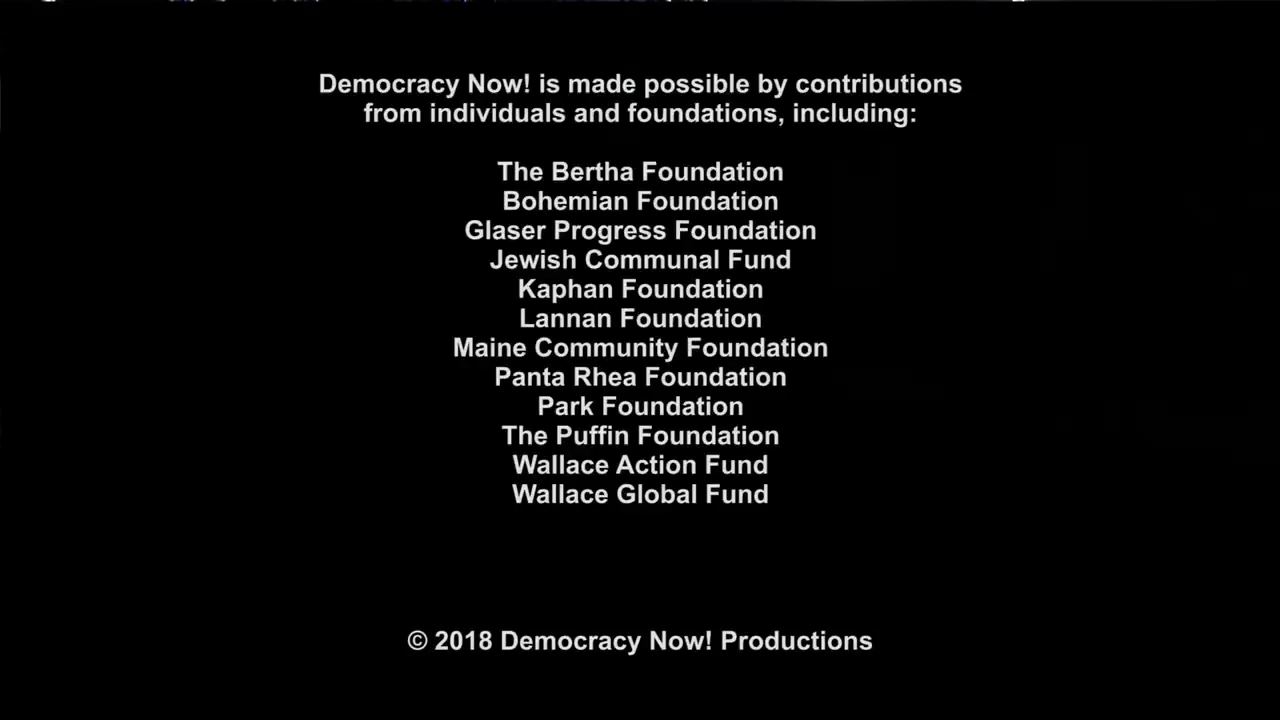 Democracy Now! is made possible by contributions
from individuals and foundations, including:
The Bertha Foundation
Bohemian Foundation
Glaser Progress Foundation
Jewish Communal Fund
Kaphan Foundation
Lannan Foundation
Maine Community Foundation
Panta Rhea Foundation
Park Foundation
The Puffin Foundation
Wallace Action Fund
Wallace Global Fund
© 2018 Democracy Now! Productions